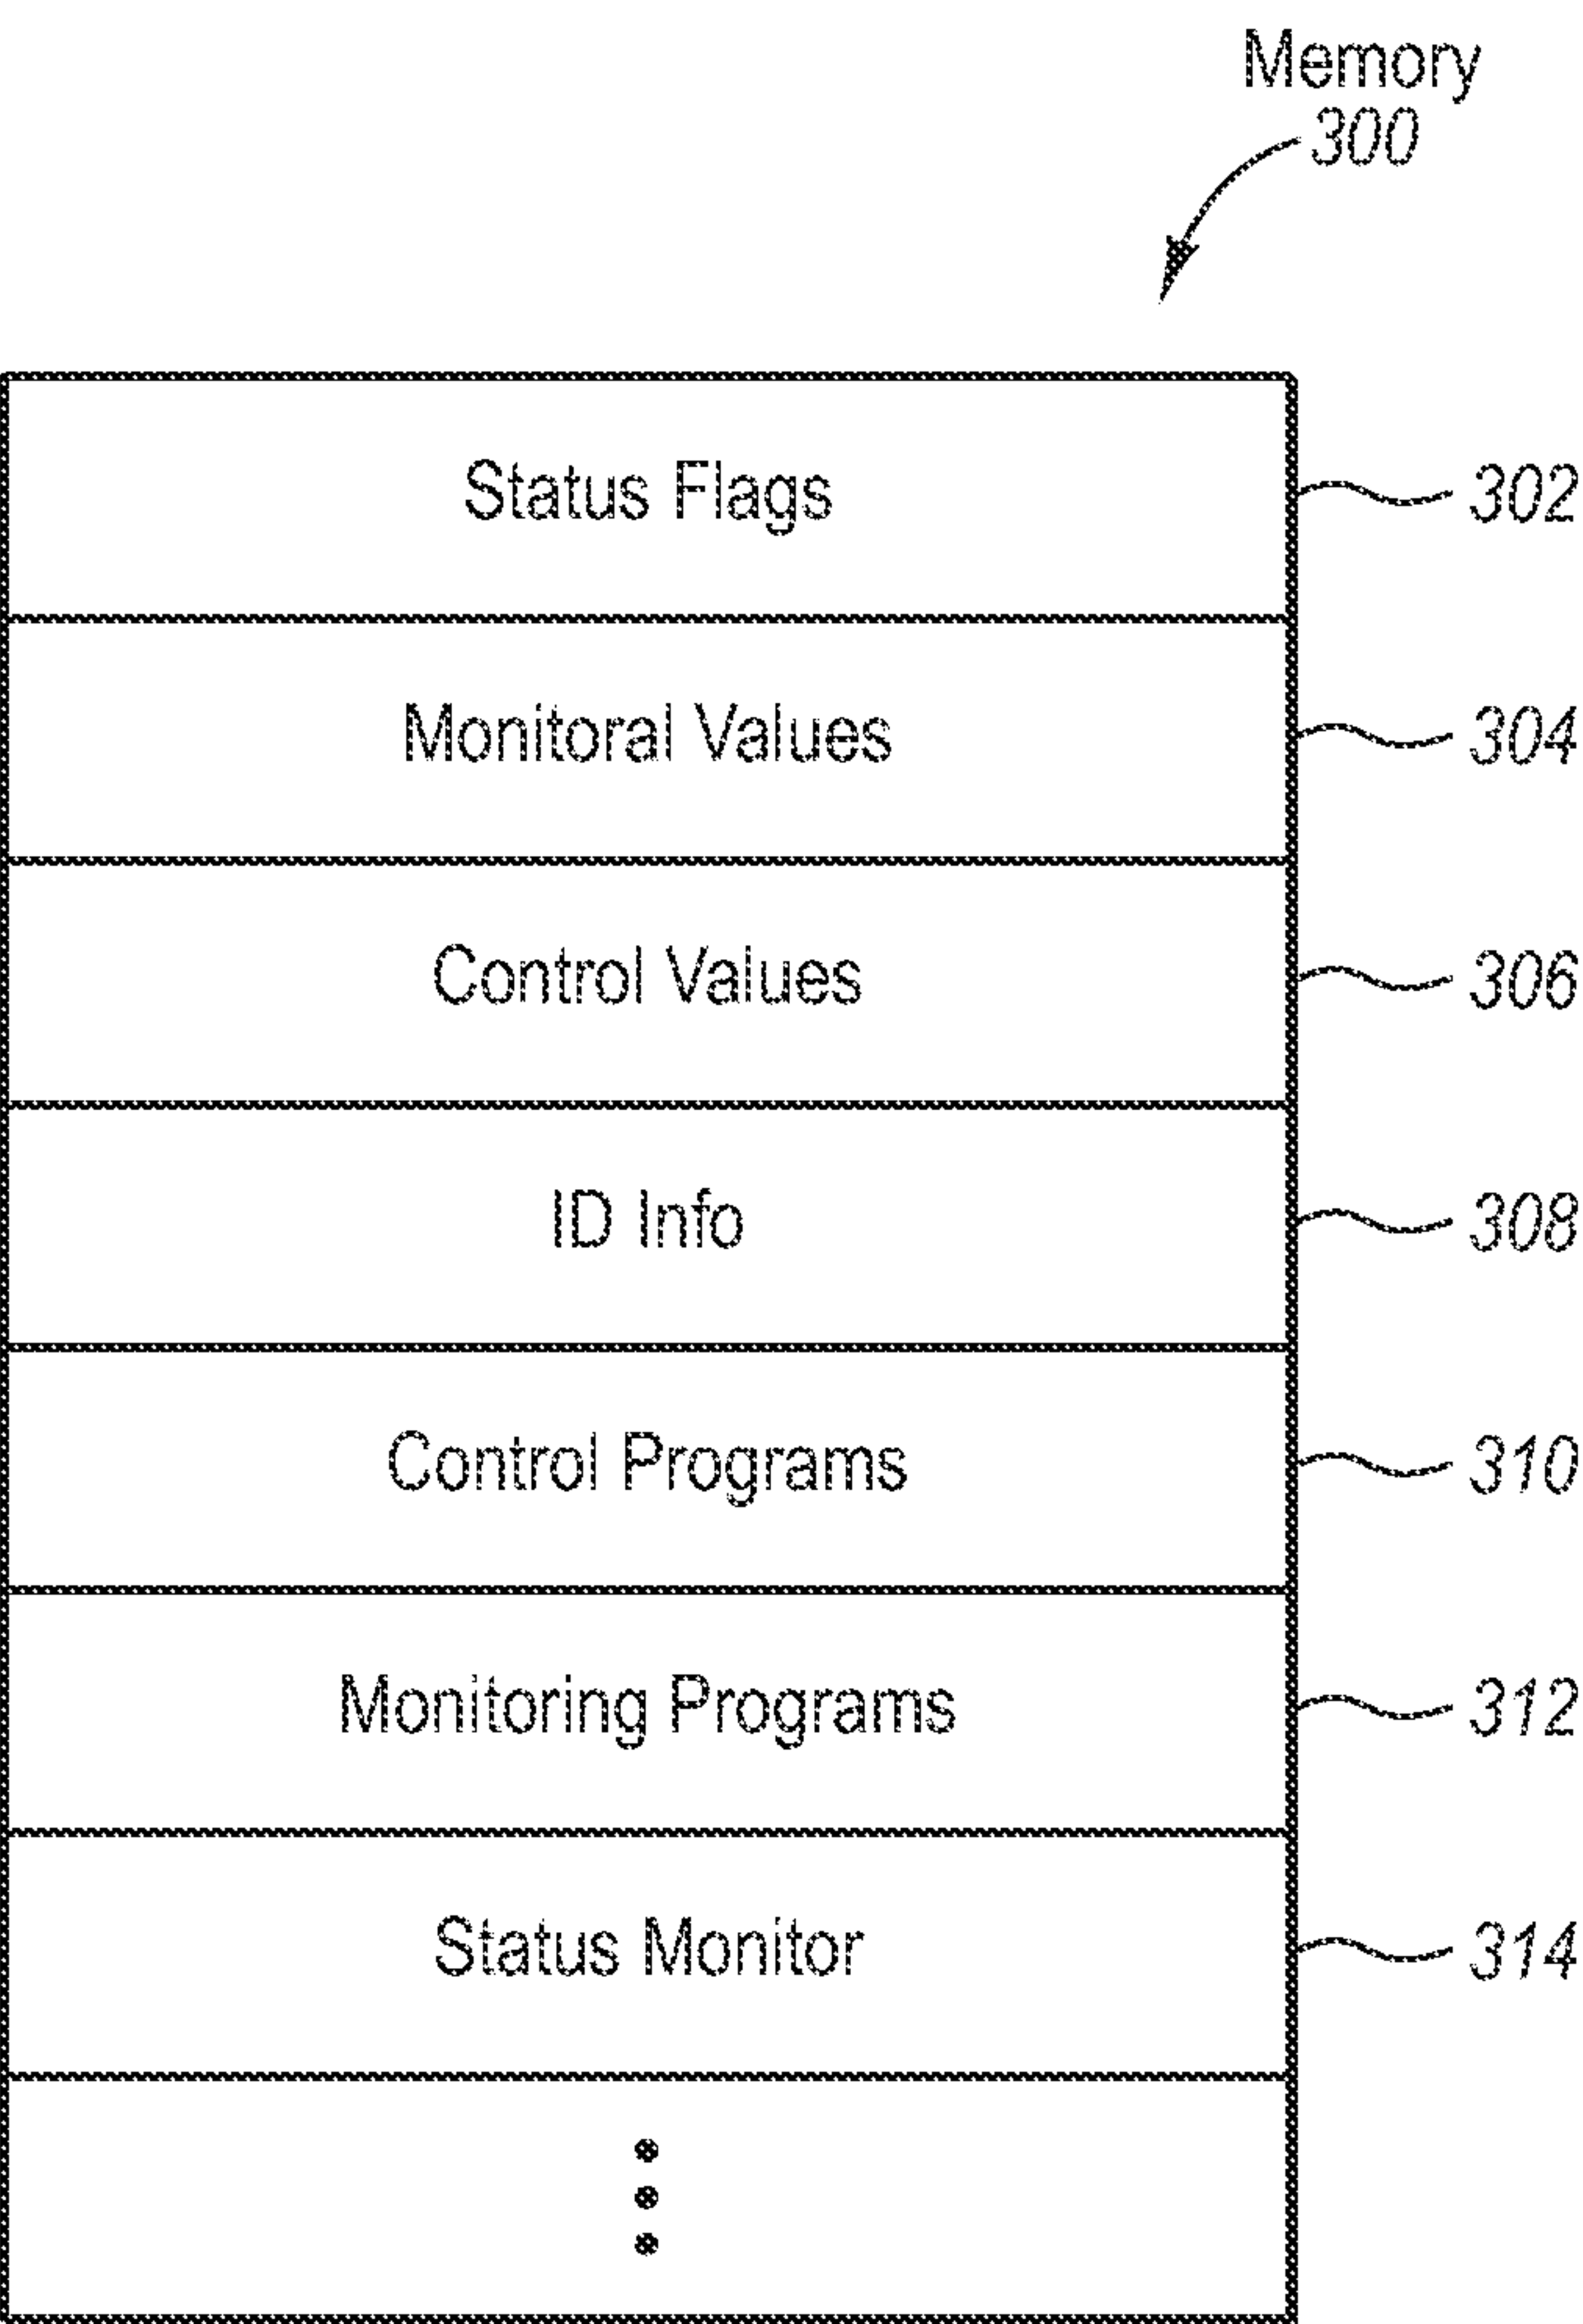 Memory
300
Status Flags 302
Monitoral Values 304
Control Values 306
ID Info 308
Control Programs 310
Monitoring Programs 312
Status Monitor 314